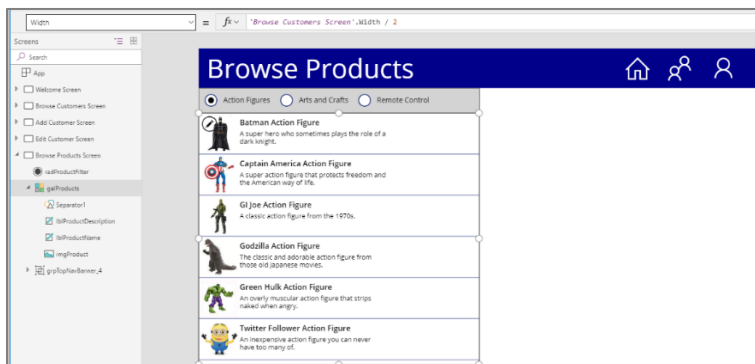 Width = fx 'Browse Customers Screen'.Width / 2
Screens
Search
App
Welcome Screen
Browse Customers Screen
Add Customer Screen
Edit Customer Screen
Browse Products Screen
radProductFilter
galProducts
Separator1
lblProductDescription
lblProductName
imgProduct
grpTopNavBanner_4
Browse Products
Action Figures Arts and Crafts Remote Control
Batman Action Figure
A super hero who sometimes plays the role of a
dark knight.
Captain America Action Figure
A super action figure that protects freedom and
the American way of life.
GI Joe Action Figure
A classic action figure from the 1970s.
Godzilla Action Figure
The classic and adorable action figure from
those old Japanese movies.
Green Hulk Action Figure
An overly muscular action figure that strips
naked when angry.
Twitter Follower Action Figure
An inexpensive action figure you can never
have too many of.